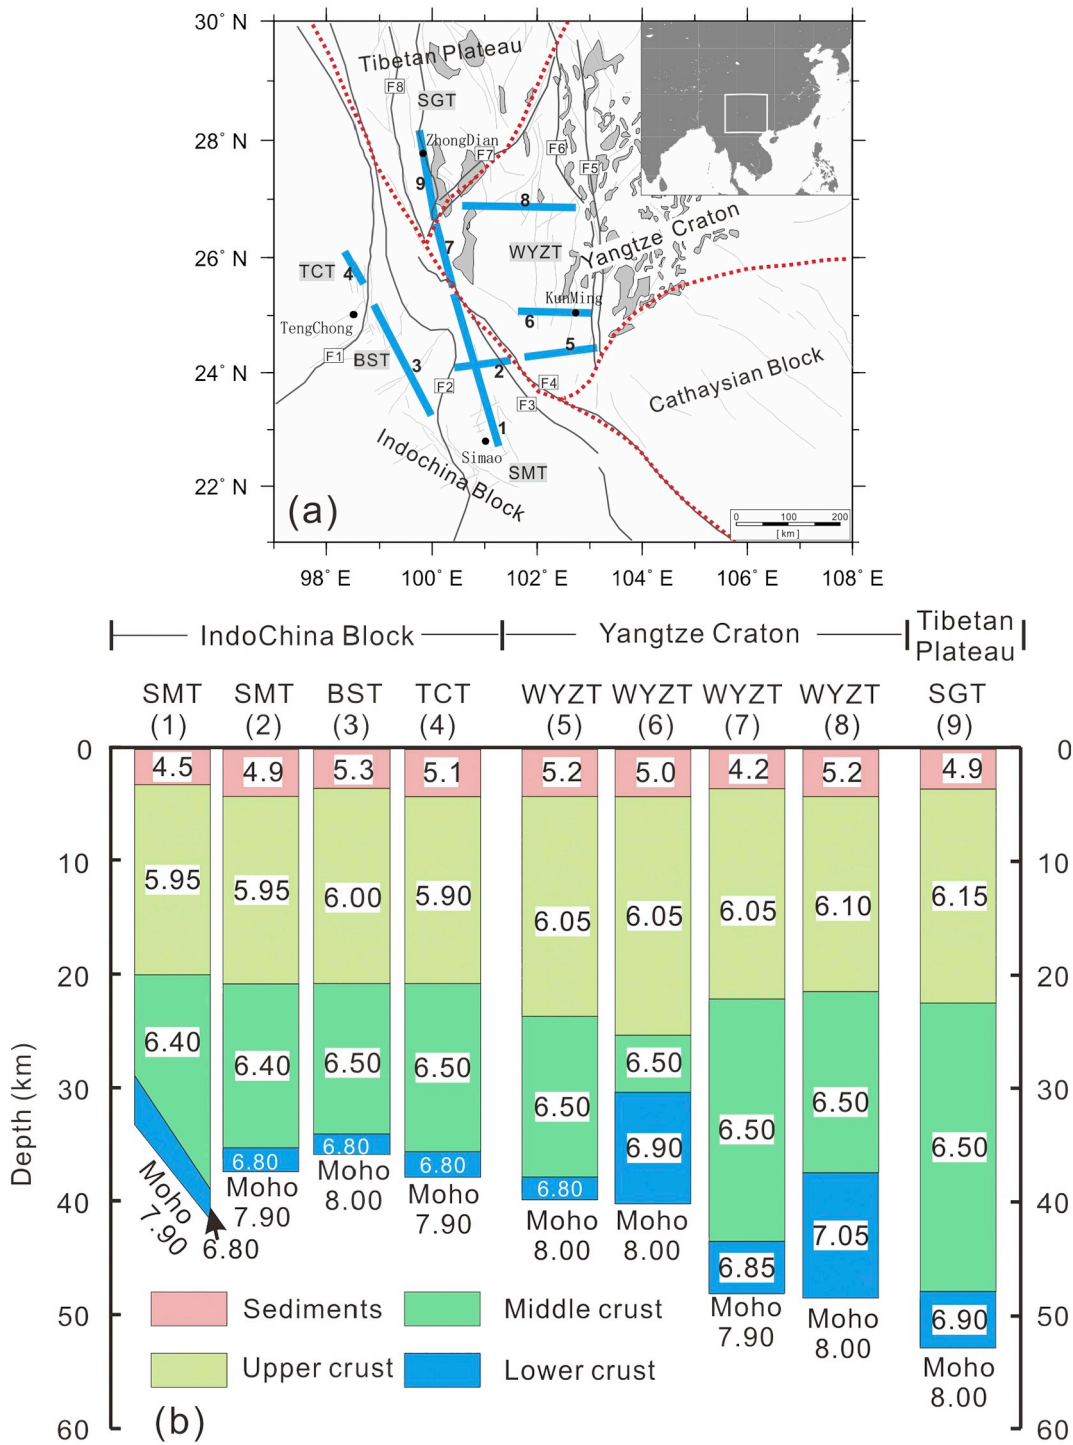 30° N
28° N
26° N
24° N
22° N
98° E
100° E
102° E
104° E
106° E
108° E
Tibetan Plateau
F8
SGT
ZhongDian
F7
F6
F5
9
8
7
WYZT
Yangtze Craton
TCT
4
KunMing
TengChong
6
5
F1
BST
3
2
F2
F4
F3
Cathaysian Block
1
Simao
SMT
Indochina Block
(a)
0 100 200
[ km ]
IndoChina Block
Yangtze Craton
Tibetan
Plateau
SMT SMT BST TCT WYZT WYZT WYZT WYZT SGT
(1) (2) (3) (4) (5) (6) (7) (8) (9)
0 0
4.5 4.9 5.3 5.1 5.2 5.0 4.2 5.2 4.9
10 10
5.95 5.95 6.00 5.90 6.05 6.05 6.05 6.10 6.15
20 20
6.40 6.40 6.50 6.50 6.50 6.50 6.50 6.50 6.50
30 30
6.80 6.80 6.80 6.80 6.80 6.90 6.85 7.05 6.90
Moho Moho Moho Moho Moho Moho Moho Moho Moho
7.90 7.90 8.00 7.90 8.00 8.00 7.90 8.00 8.00
40 40
50 50
60 60
Depth (km)
Sediments
Middle crust
Upper crust
Lower crust
(b)